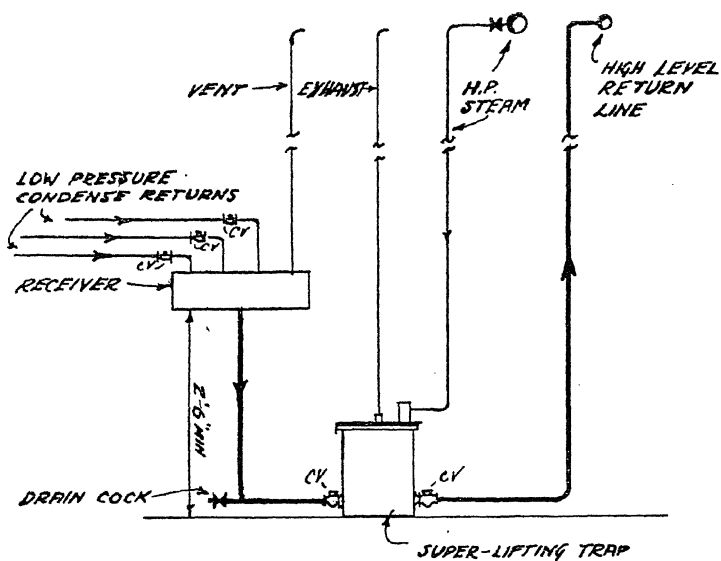 VENT
EXHAUST
H.P.
STEAM
HIGH LEVEL
RETURN
LINE
LOW PRESSURE
CONDENSE RETURNS
CV
CV
CV
RECEIVER
2'-6" MIN
DRAIN COCK
CV
CV
SUPER-LIFTING TRAP